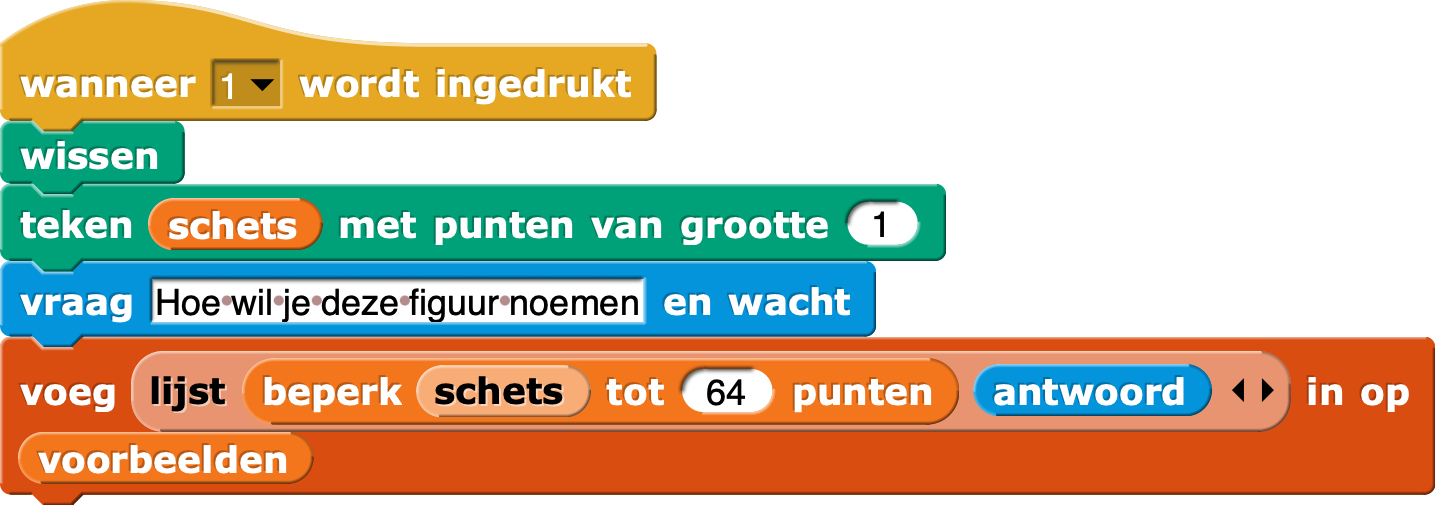 wanneer 1 wordt ingedrukt
wissen
teken schets met punten van grootte 1
vraag Hoe wil je deze figuur noemen en wacht
voeg lijst beperk schets tot 64 punten antwoord in op
voorbeelden